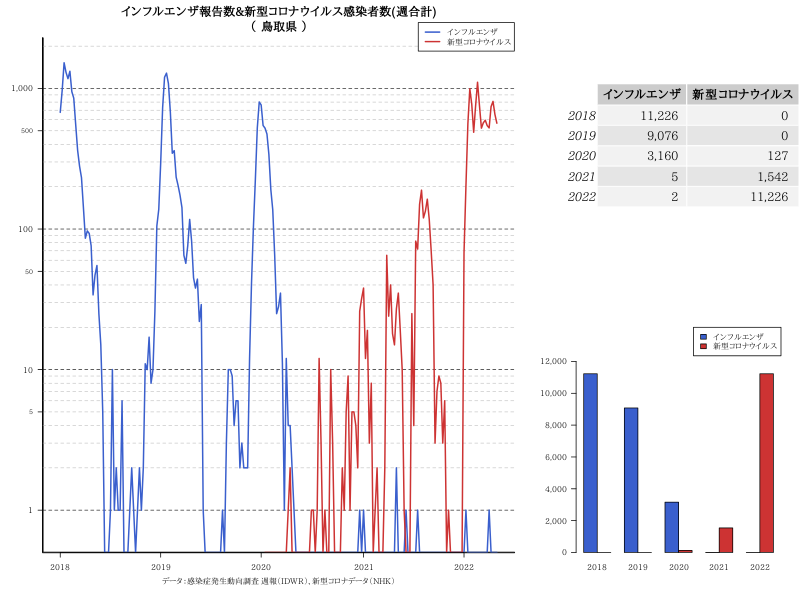 インフルエンザ報告数&新型コロナウイルス感染者数(週合計)
( 鳥取県 )
インフルエンザ
新型コロナウイルス
1,000
500
100
60
10
5
1
2018 2019 2020 2021 2022
データ:感染症発生動向調査 週報(IDWR)、新型コロナデータ(NHK)
インフルエンザ 新型コロナウイルス
2018 11,226 0
2019 9,076 0
2020 3,160 127
2021 5 1,542
2022 2 11,226
インフルエンザ
新型コロナウイルス
12,000
10,000
8,000
6,000
4,000
2,000
0
2018 2019 2020 2021 2022